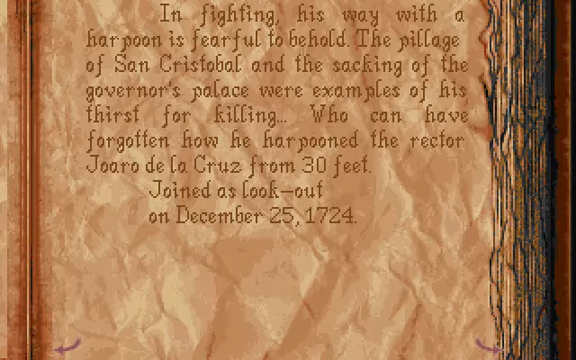 In fighting, his way with a
harpoon is fearful to behold. The pillage
of San Cristobal and the sacking of the
governor's palace were examples of his
thirst for killing... Who can have
forgotten how he harpooned the rector
Joaro de la Cruz from 30 feet.
Joined as look-out
on December 25, 1724.